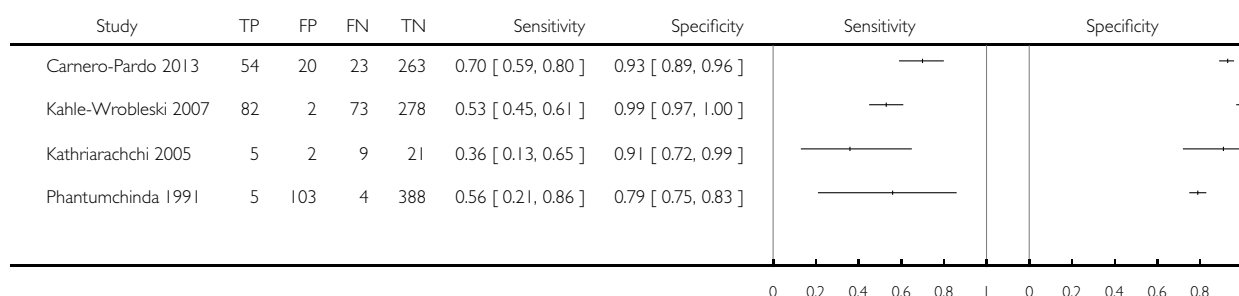 Study TP FP FN TN Sensitivity Specificity Sensitivity Specificity
Carnero-Pardo 2013 54 20 23 263 0.70 [ 0.59, 0.80 ] 0.93 [ 0.89, 0.96 ]
Kahle-Wrobleski 2007 82 2 73 278 0.53 [ 0.45, 0.61 ] 0.99 [ 0.97, 1.00 ]
Kathriarachchi 2005 5 2 9 21 0.36 [ 0.13, 0.65 ] 0.91 [ 0.72, 0.99 ]
Phantumchinda 1991 5 103 4 388 0.56 [ 0.21, 0.86 ] 0.79 [ 0.75, 0.83 ]
0 0.2 0.4 0.6 0.8 1 0 0.2 0.4 0.6 0.8